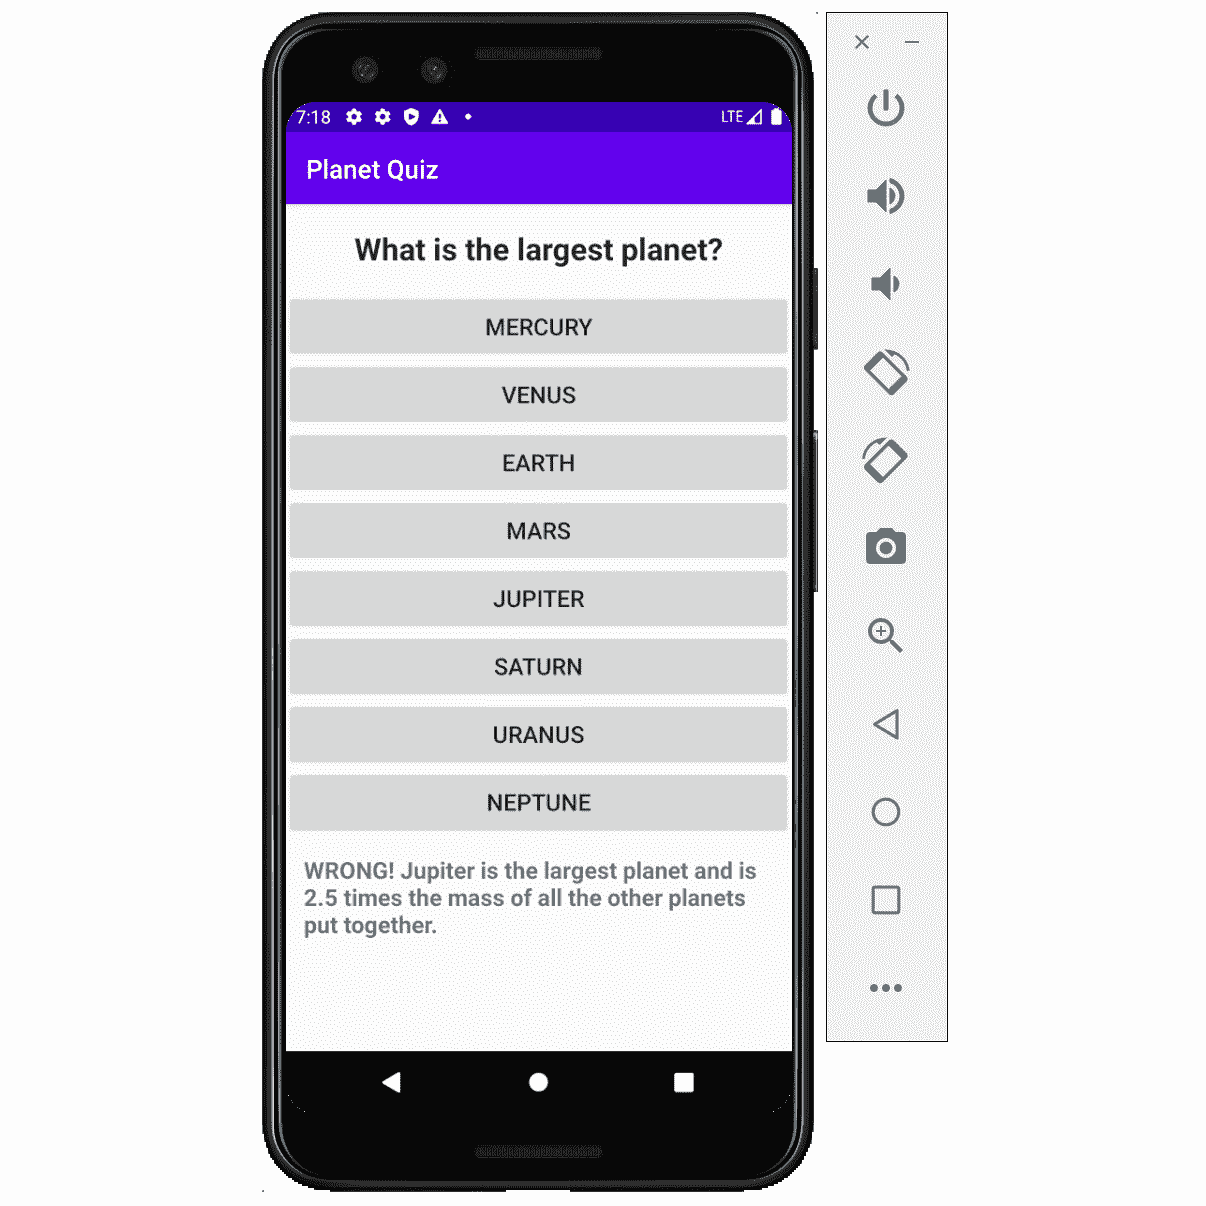 7:18 LTE
Planet Quiz
What is the largest planet?
MERCURY
VENUS
EARTH
MARS
JUPITER
SATURN
URANUS
NEPTUNE
WRONG! Jupiter is the largest planet and is
2.5 times the mass of all the other planets
put together.